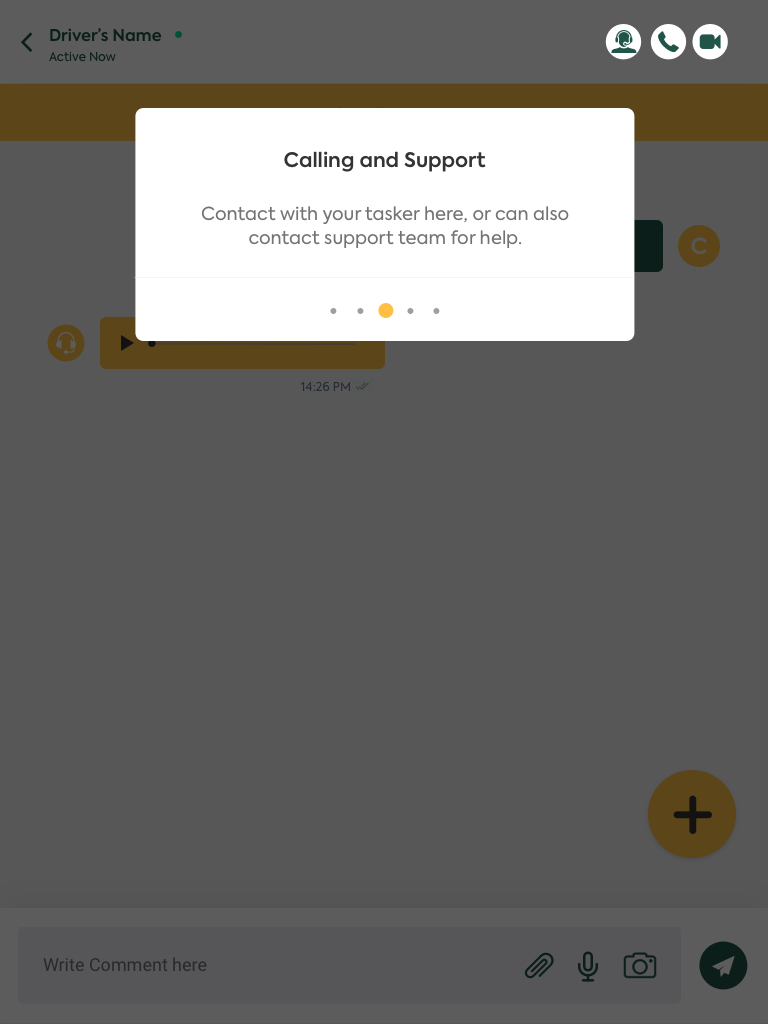 Driver's Name
Active Now
Calling and Support
Contact with your tasker here, or can also
contact support team for help.
C
14:26 PM
Write Comment here